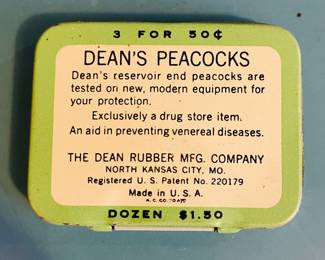 3 FOR 50¢
DEAN'S PEACOCKS
Dean's reservoir end peacocks are
tested on new, modern equipment for
your protection.
Exclusively a drug store item.
An aid in preventing venereal diseases.
THE DEAN RUBBER MFG. COMPANY
NORTH KANSAS CITY, MO.
Registered U. S. Patent No. 220179
Made in U. S. A.
A. C. CO.
DOZEN $1.50